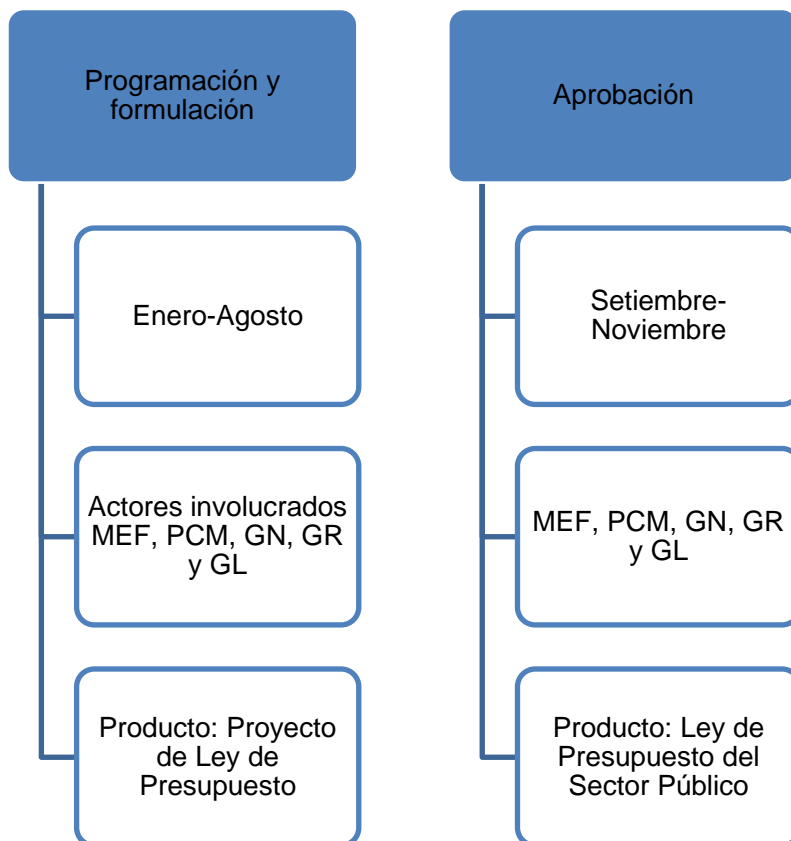 Programación y
formulación
Enero-Agosto
Actores involucrados
MEF, PCM, GN, GR
y GL
Producto: Proyecto
de Ley de
Presupuesto
Aprobación
Setiembre-
Noviembre
MEF, PCM, GN, GR
y GL
Producto: Ley de
Presupuesto del
Sector Público